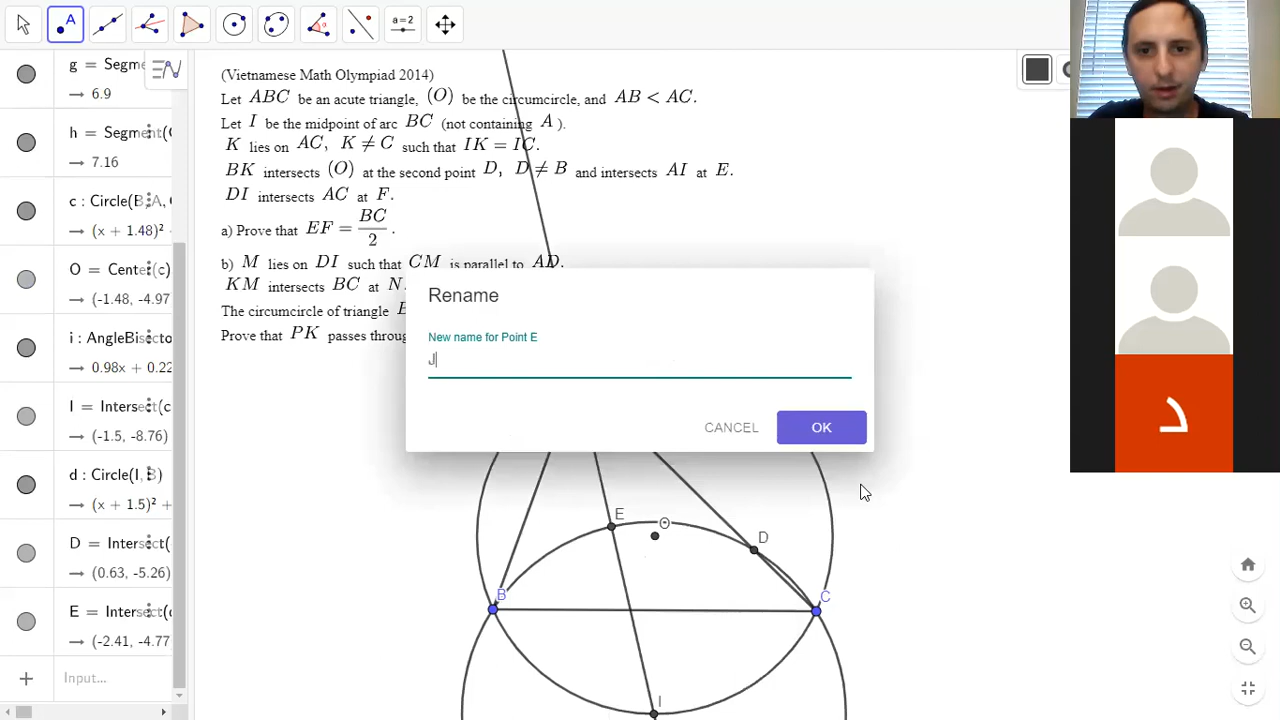 A
a=2
g = Segment(
→ 6.9
h = Segment(
→ 7.16
c : Circle(B, A,
→ (x + 1.48)²
O = Center(c)
→ (-1.48, -4.97
i : AngleBisecto
→ 0.98x + 0.22
I = Intersect(c
→ (-1.5, -8.76)
d : Circle(I, B)
→ (x + 1.5)² +
D = Intersect(
→ (0.63, -5.26)
E = Intersect(
→ (-2.41, -4.77
+ Input...
(Vietnamese Math Olympiad 2014)
Let ABC be an acute triangle, (O) be the circumcircle, and AB < AC.
Let I be the midpoint of arc BC (not containing A ).
K lies on AC, K ≠ C such that IK = IC.
BK intersects (O) at the second point D, D ≠ B and intersects AI at E.
DI intersects AC at F.
a) Prove that EF = BC/2 .
b) M lies on DI such that CM is parallel to AD.
KM intersects BC at N.
The circumcircle of triangle
Prove that PK passes throug
Rename
New name for Point E
J
CANCEL
OK
E
O
D
B
C
I
د